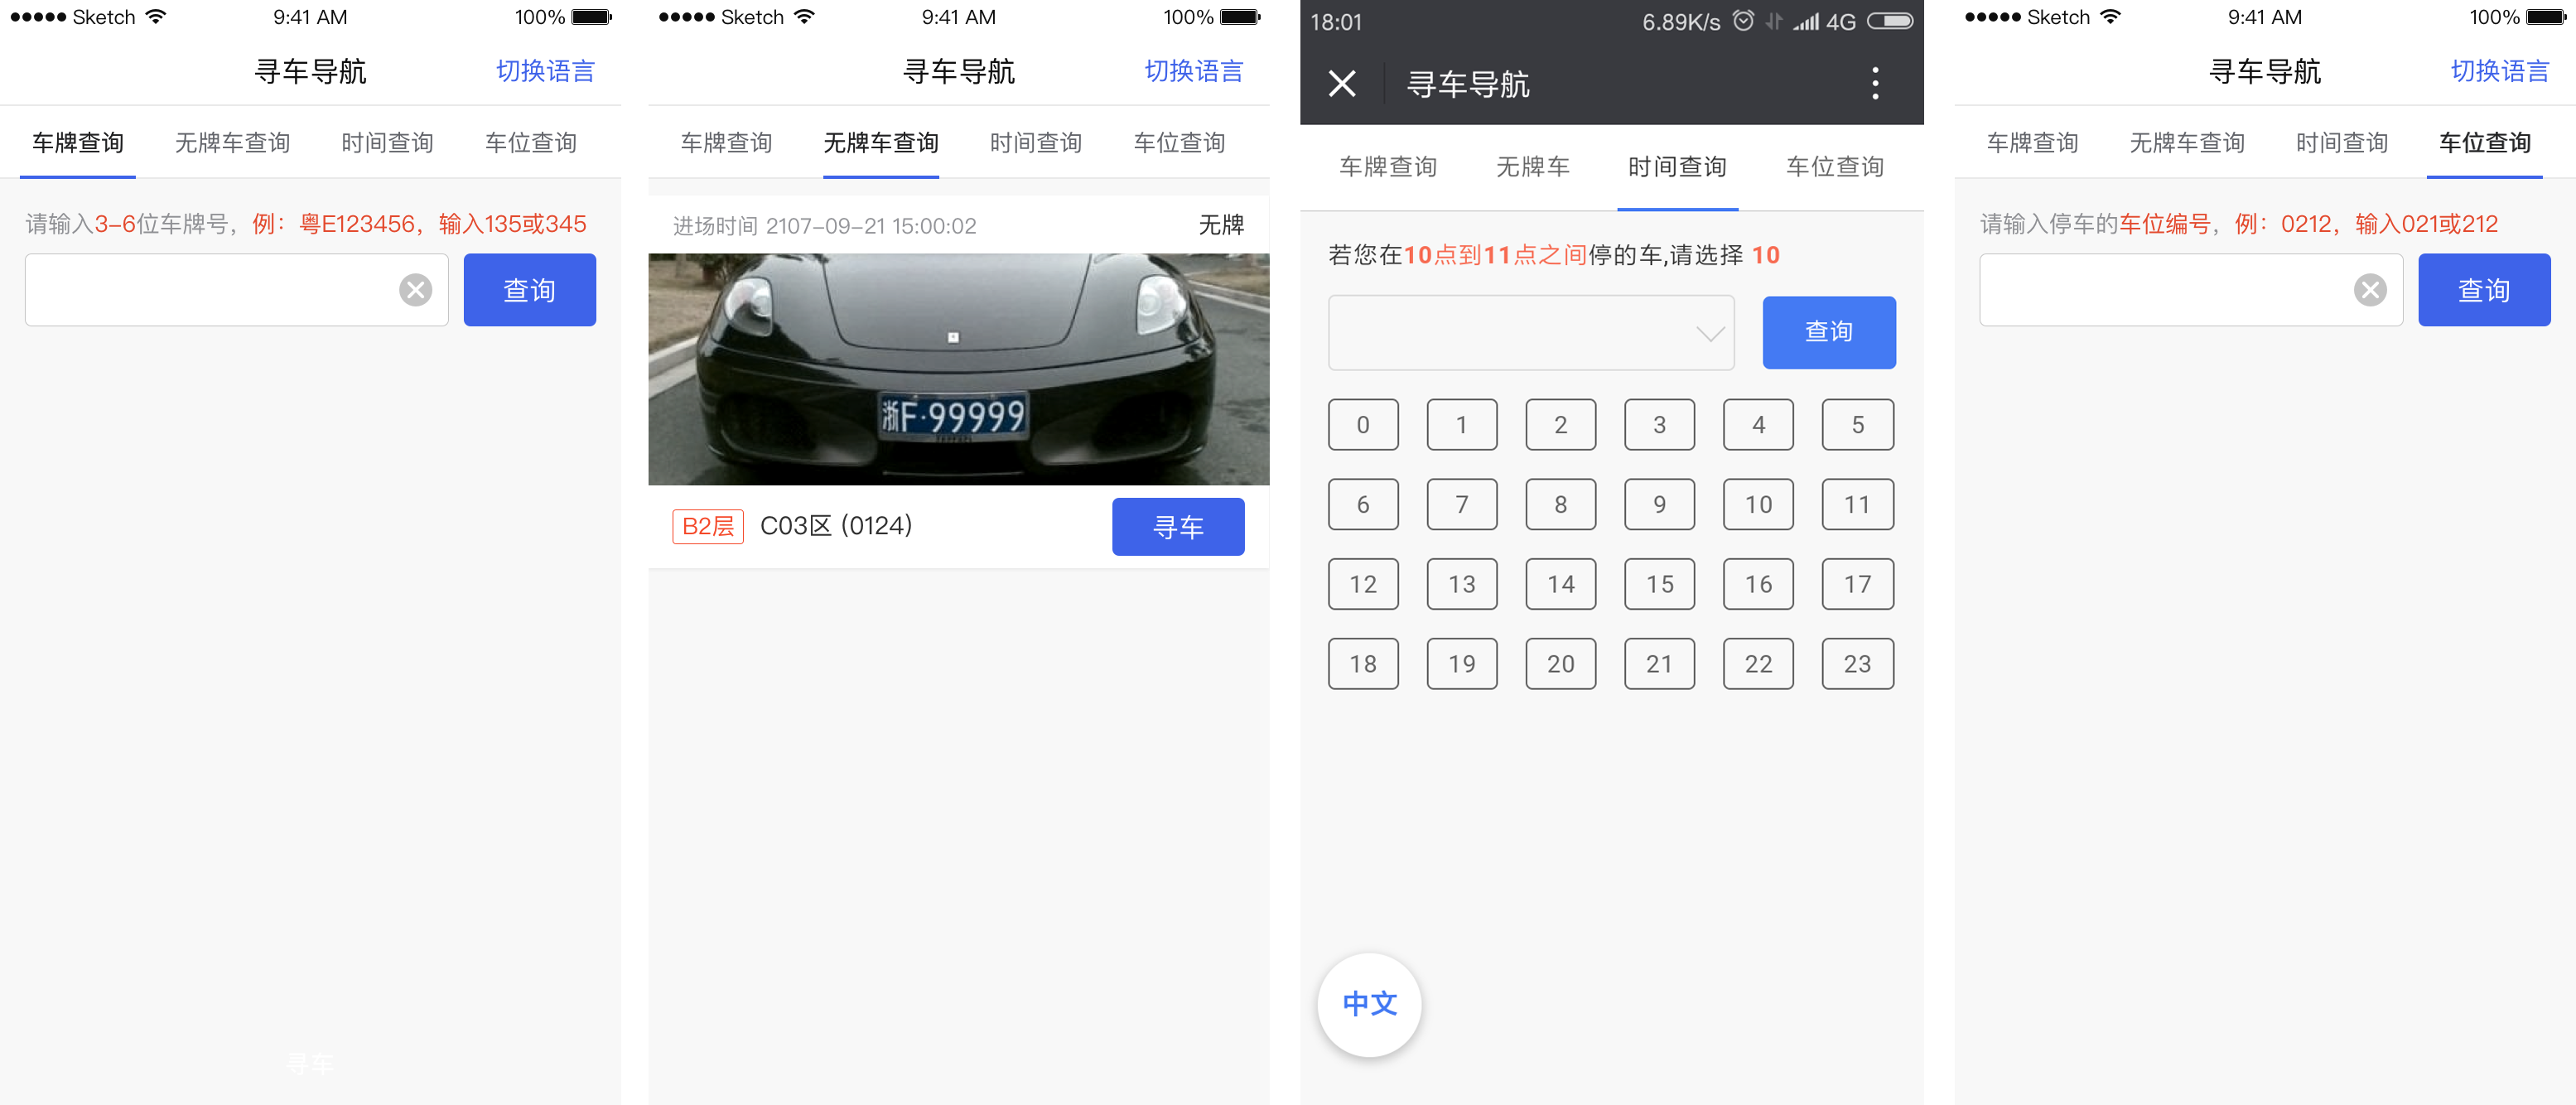 ●●●●● Sketch 9:41 AM 100%
寻车导航 切换语言
车牌查询 无牌车查询 时间查询 车位查询
请输入3-6位车牌号，例：粤E123456，输入135或345
查询
寻车
●●●●● Sketch 9:41 AM 100%
寻车导航 切换语言
车牌查询 无牌车查询 时间查询 车位查询
进场时间 2107-09-21 15:00:02 无牌
浙F·99999
B2层 C03区 (0124) 寻车
18:01 6.89K/s 4G
寻车导航
车牌查询 无牌车 时间查询 车位查询
若您在10点到11点之间停的车,请选择 10
查询
0 1 2 3 4 5
6 7 8 9 10 11
12 13 14 15 16 17
18 19 20 21 22 23
中文
●●●●● Sketch 9:41 AM 100%
寻车导航 切换语言
车牌查询 无牌车查询 时间查询 车位查询
请输入停车的车位编号，例：0212，输入021或212
查询